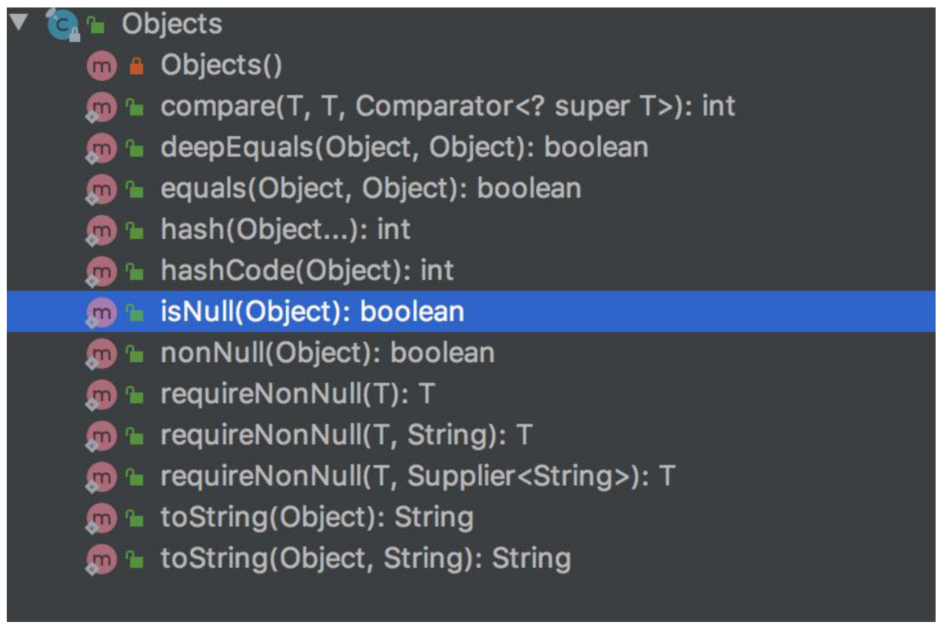 Objects
Objects()
compare(T, T, Comparator<? super T>): int
deepEquals(Object, Object): boolean
equals(Object, Object): boolean
hash(Object...): int
hashCode(Object): int
isNull(Object): boolean
nonNull(Object): boolean
requireNonNull(T): T
requireNonNull(T, String): T
requireNonNull(T, Supplier<String>): T
toString(Object): String
toString(Object, String): String